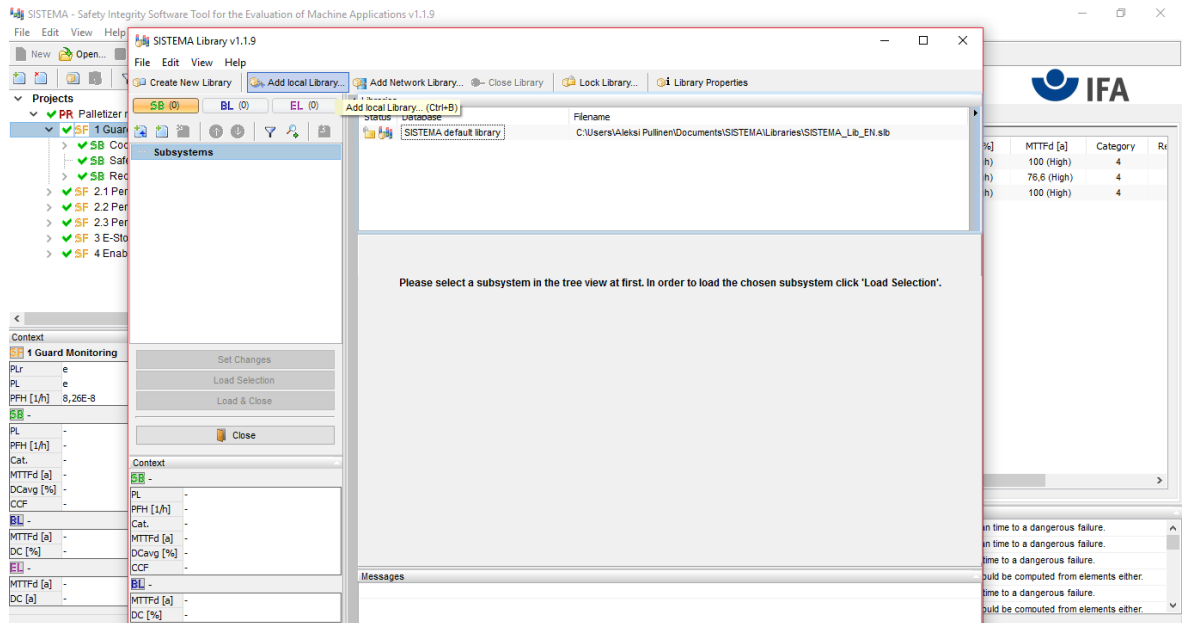 SISTEMA - Safety Integrity Software Tool for the Evaluation of Machine Applications v1.1.9
File Edit View Help
New Open...
Projects
PR Palletizer r
SF 1 Guar
SB Coo
SB Safe
SB Rec
SF 2.1 Per
SF 2.2 Per
SF 2.3 Per
SF 3 E-Sto
SF 4 Enab
Context
SF 1 Guard Monitoring
PLr e
PL e
PFH [1/h] 8,26E-8
SB -
PL -
PFH [1/h] -
Cat. -
MTTFd [a] -
DCavg [%] -
CCF -
BL -
MTTFd [a] -
DC [%] -
EL -
MTTFd [a] -
DC [a] -
SISTEMA Library v1.1.9
File Edit View Help
Create New Library Add local Library... Add Network Library... Close Library Lock Library... Library Properties
SB (0) BL (0) EL (0)
Add local Library... (Ctrl+B)
Libraries
Status Database Filename
SISTEMA default library C:\Users\Aleksi Pullinen\Documents\SISTEMA\Libraries\SISTEMA_Lib_EN.slb
Subsystems
Please select a subsystem in the tree view at first. In order to load the chosen subsystem click 'Load Selection'.
Set Changes
Load Selection
Load & Close
Close
Context
SB -
PL -
PFH [1/h] -
Cat. -
MTTFd [a] -
DCavg [%] -
CCF -
BL -
MTTFd [a] -
DC [%] -
Messages
IFA
%] MTTFd [a] Category Re
h) 100 (High) 4
h) 76,6 (High) 4
h) 100 (High) 4
an time to a dangerous failure.
an time to a dangerous failure.
time to a dangerous failure.
ould be computed from elements either.
time to a dangerous failure.
ould be computed from elements either.